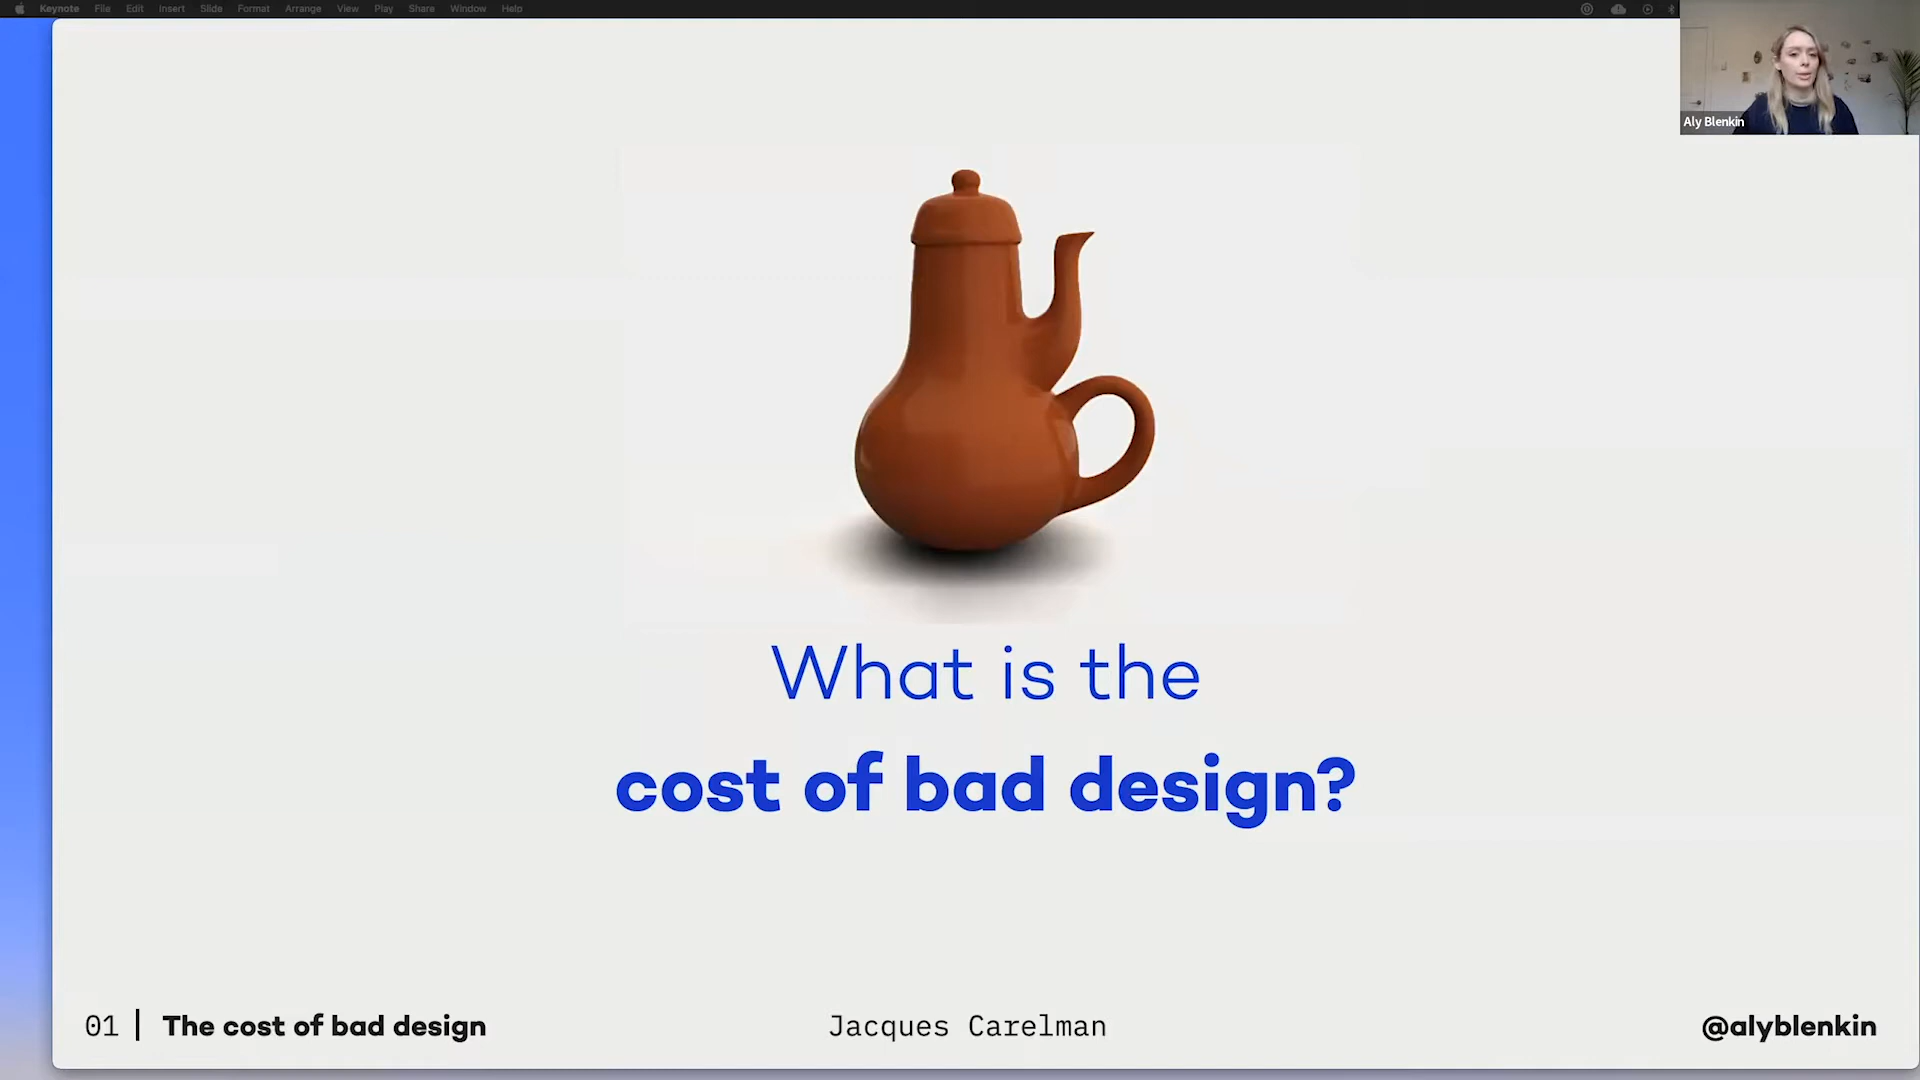 Keynote File Edit Insert Slide Format Arrange View Play Share Window Help
Aly Blenkin
What is the
cost of bad design?
01 | The cost of bad design
Jacques Carelman
@alyblenkin